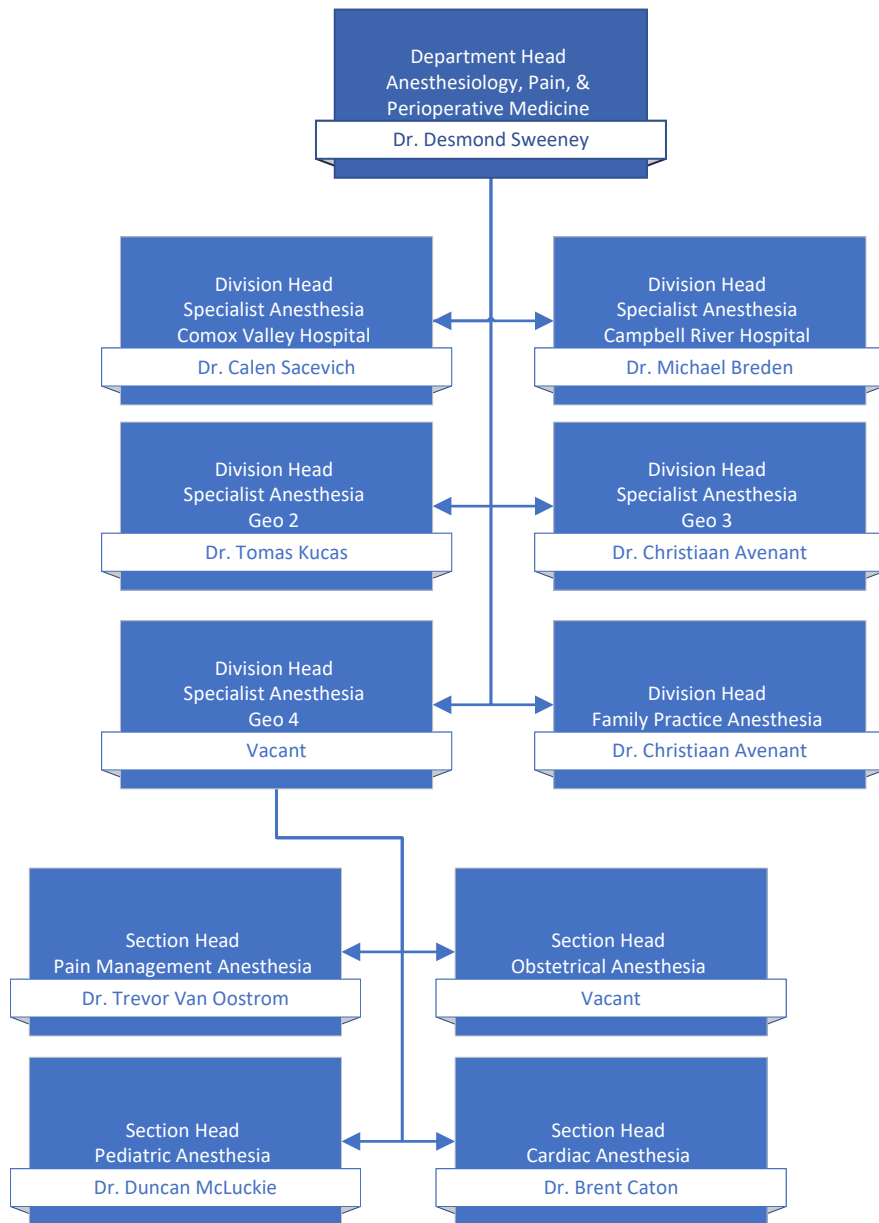 Department Head
Anesthesiology, Pain, &
Perioperative Medicine
Dr. Desmond Sweeney
Division Head
Specialist Anesthesia
Comox Valley Hospital
Dr. Calen Sacevich
Division Head
Specialist Anesthesia
Campbell River Hospital
Dr. Michael Breden
Division Head
Specialist Anesthesia
Geo 2
Dr. Tomas Kucas
Division Head
Specialist Anesthesia
Geo 3
Dr. Christiaan Avenant
Division Head
Specialist Anesthesia
Geo 4
Vacant
Division Head
Family Practice Anesthesia
Dr. Christiaan Avenant
Section Head
Pain Management Anesthesia
Dr. Trevor Van Oostrom
Section Head
Obstetrical Anesthesia
Vacant
Section Head
Pediatric Anesthesia
Dr. Duncan McLuckie
Section Head
Cardiac Anesthesia
Dr. Brent Caton